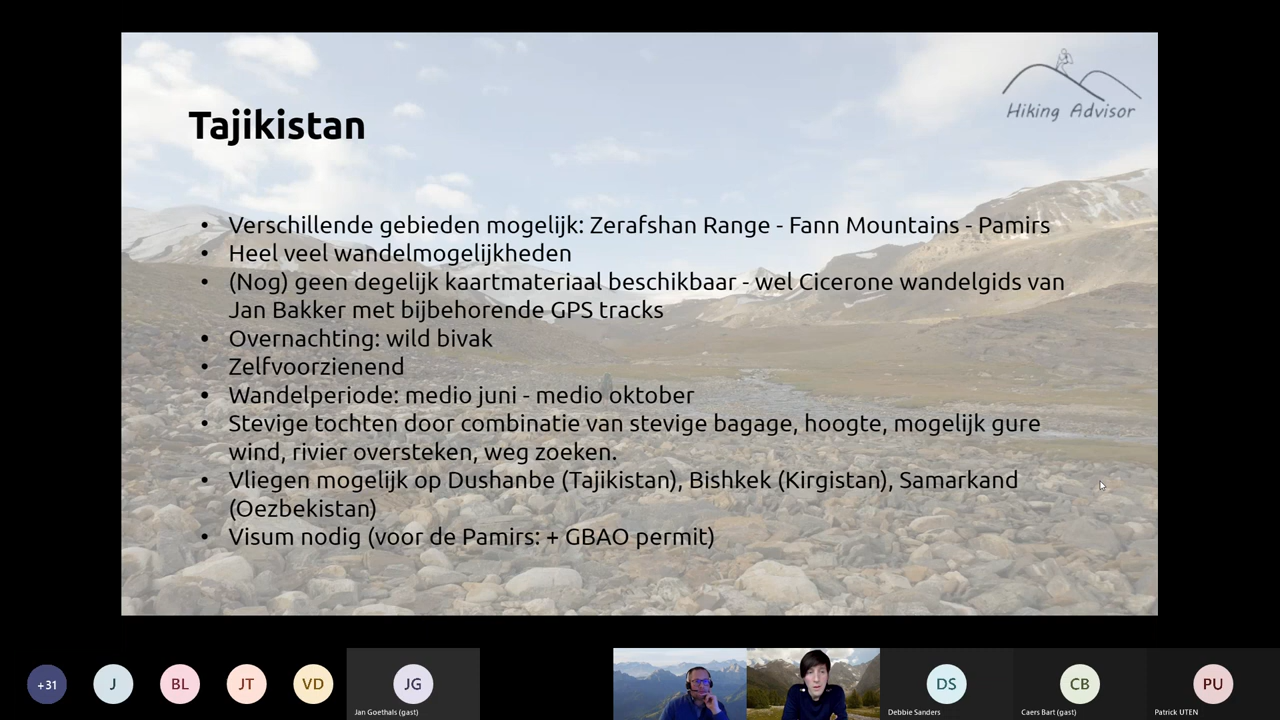 Hiking Advisor
Tajikistan
• Verschillende gebieden mogelijk: Zerafshan Range - Fann Mountains - Pamirs
• Heel veel wandelmogelijkheden
• (Nog) geen degelijk kaartmateriaal beschikbaar - wel Cicerone wandelgids van
Jan Bakker met bijbehorende GPS tracks
• Overnachting: wild bivak
• Zelfvoorzienend
• Wandelperiode: medio juni - medio oktober
• Stevige tochten door combinatie van stevige bagage, hoogte, mogelijk gure
wind, rivier oversteken, weg zoeken.
• Vliegen mogelijk op Dushanbe (Tajikistan), Bishkek (Kirgistan), Samarkand
(Oezbekistan)
• Visum nodig (voor de Pamirs: + GBAO permit)
+31
J
BL
JT
VD
JG
Jan Goethals (gast)
DS
Debbie Sanders
CB
Caers Bart (gast)
PU
Patrick UTEN